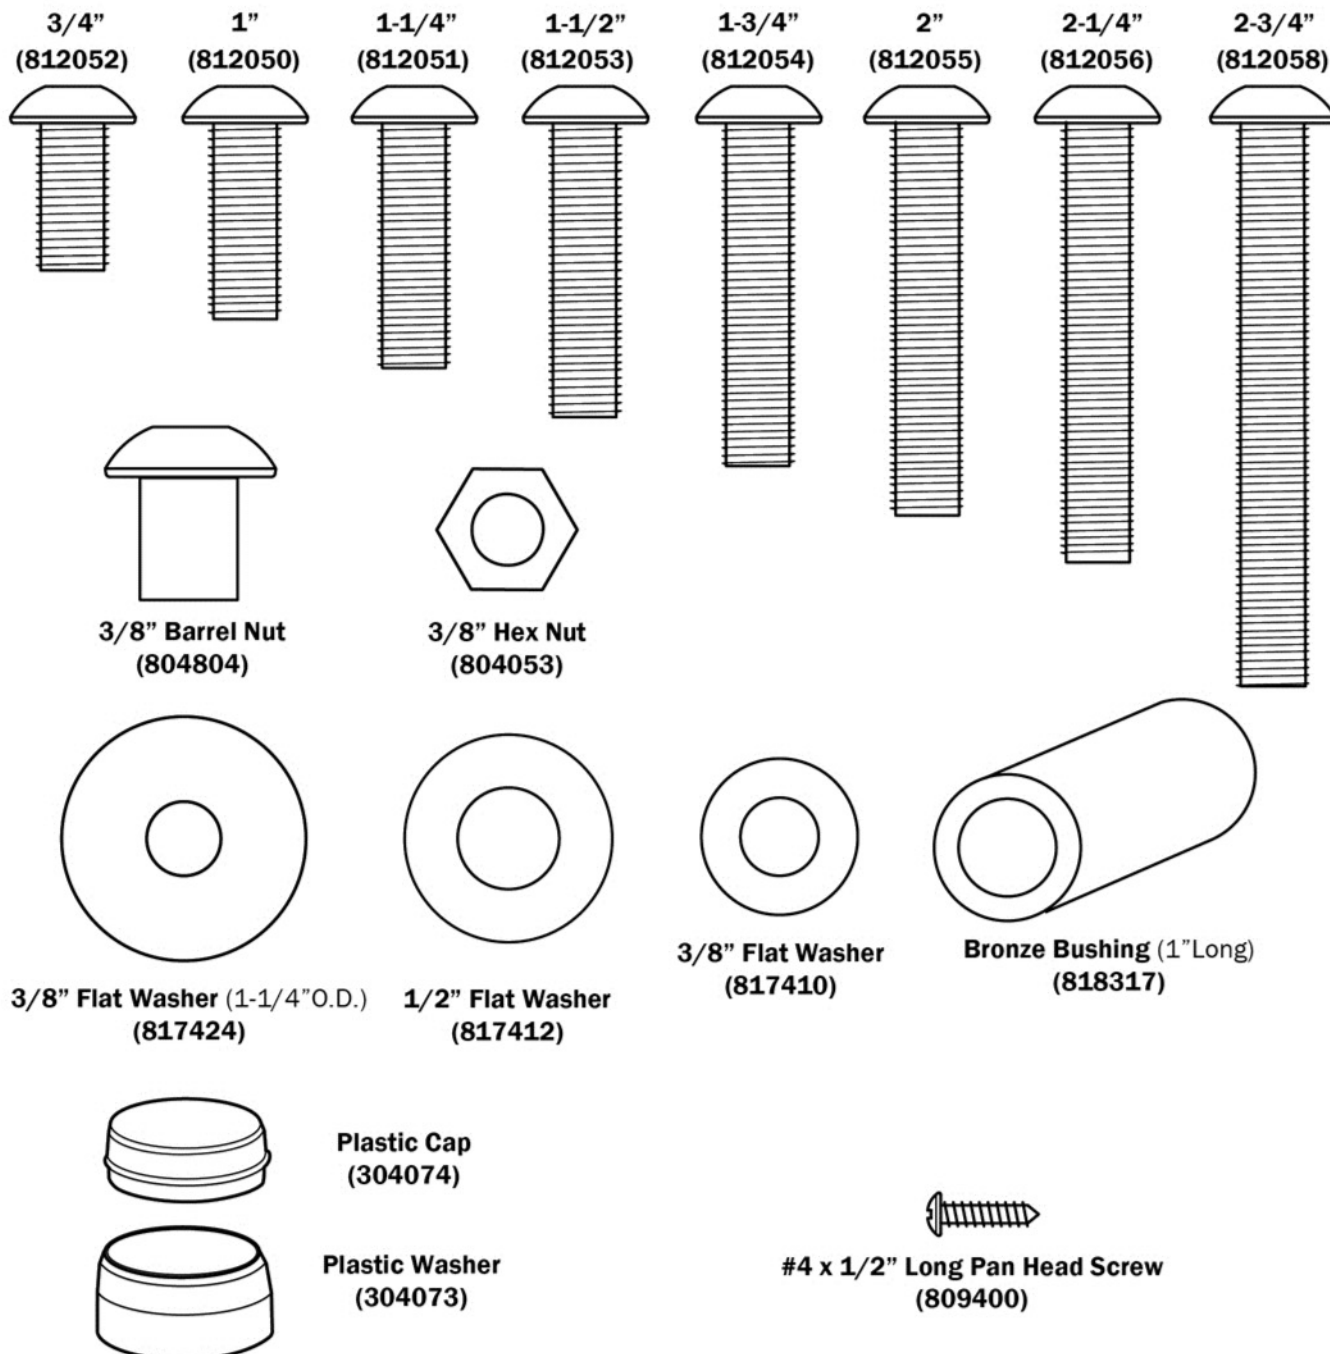 3/4” 1” 1-1/4” 1-1/2” 1-3/4” 2” 2-1/4” 2-3/4”
(812052) (812050) (812051) (812053) (812054) (812055) (812056) (812058)
3/8” Barrel Nut
(804804)
3/8” Hex Nut
(804053)
3/8” Flat Washer (1-1/4”O.D.)
(817424)
1/2” Flat Washer
(817412)
3/8” Flat Washer
(817410)
Bronze Bushing (1”Long)
(818317)
Plastic Cap
(304074)
Plastic Washer
(304073)
#4 x 1/2” Long Pan Head Screw
(809400)